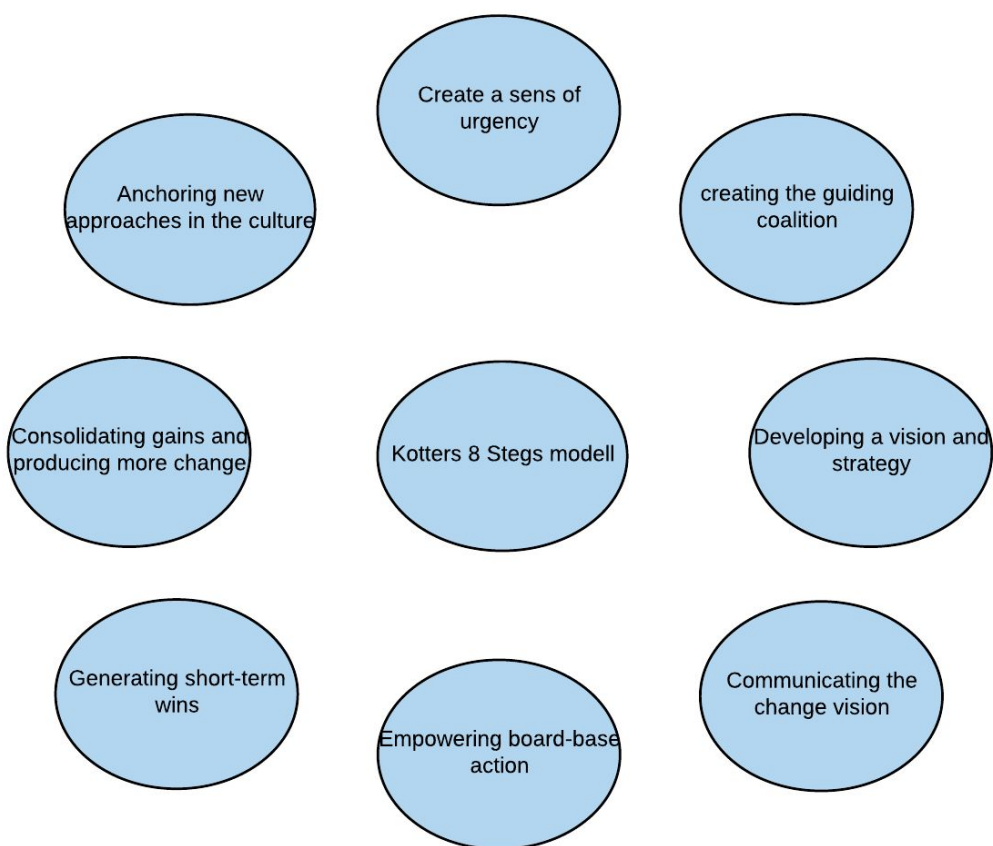 Create a sens of
urgency
creating the guiding
coalition
Developing a vision and
strategy
Communicating the
change vision
Empowering board-base
action
Generating short-term
wins
Consolidating gains and
producing more change
Anchoring new
approaches in the culture
Kotters 8 Stegs modell